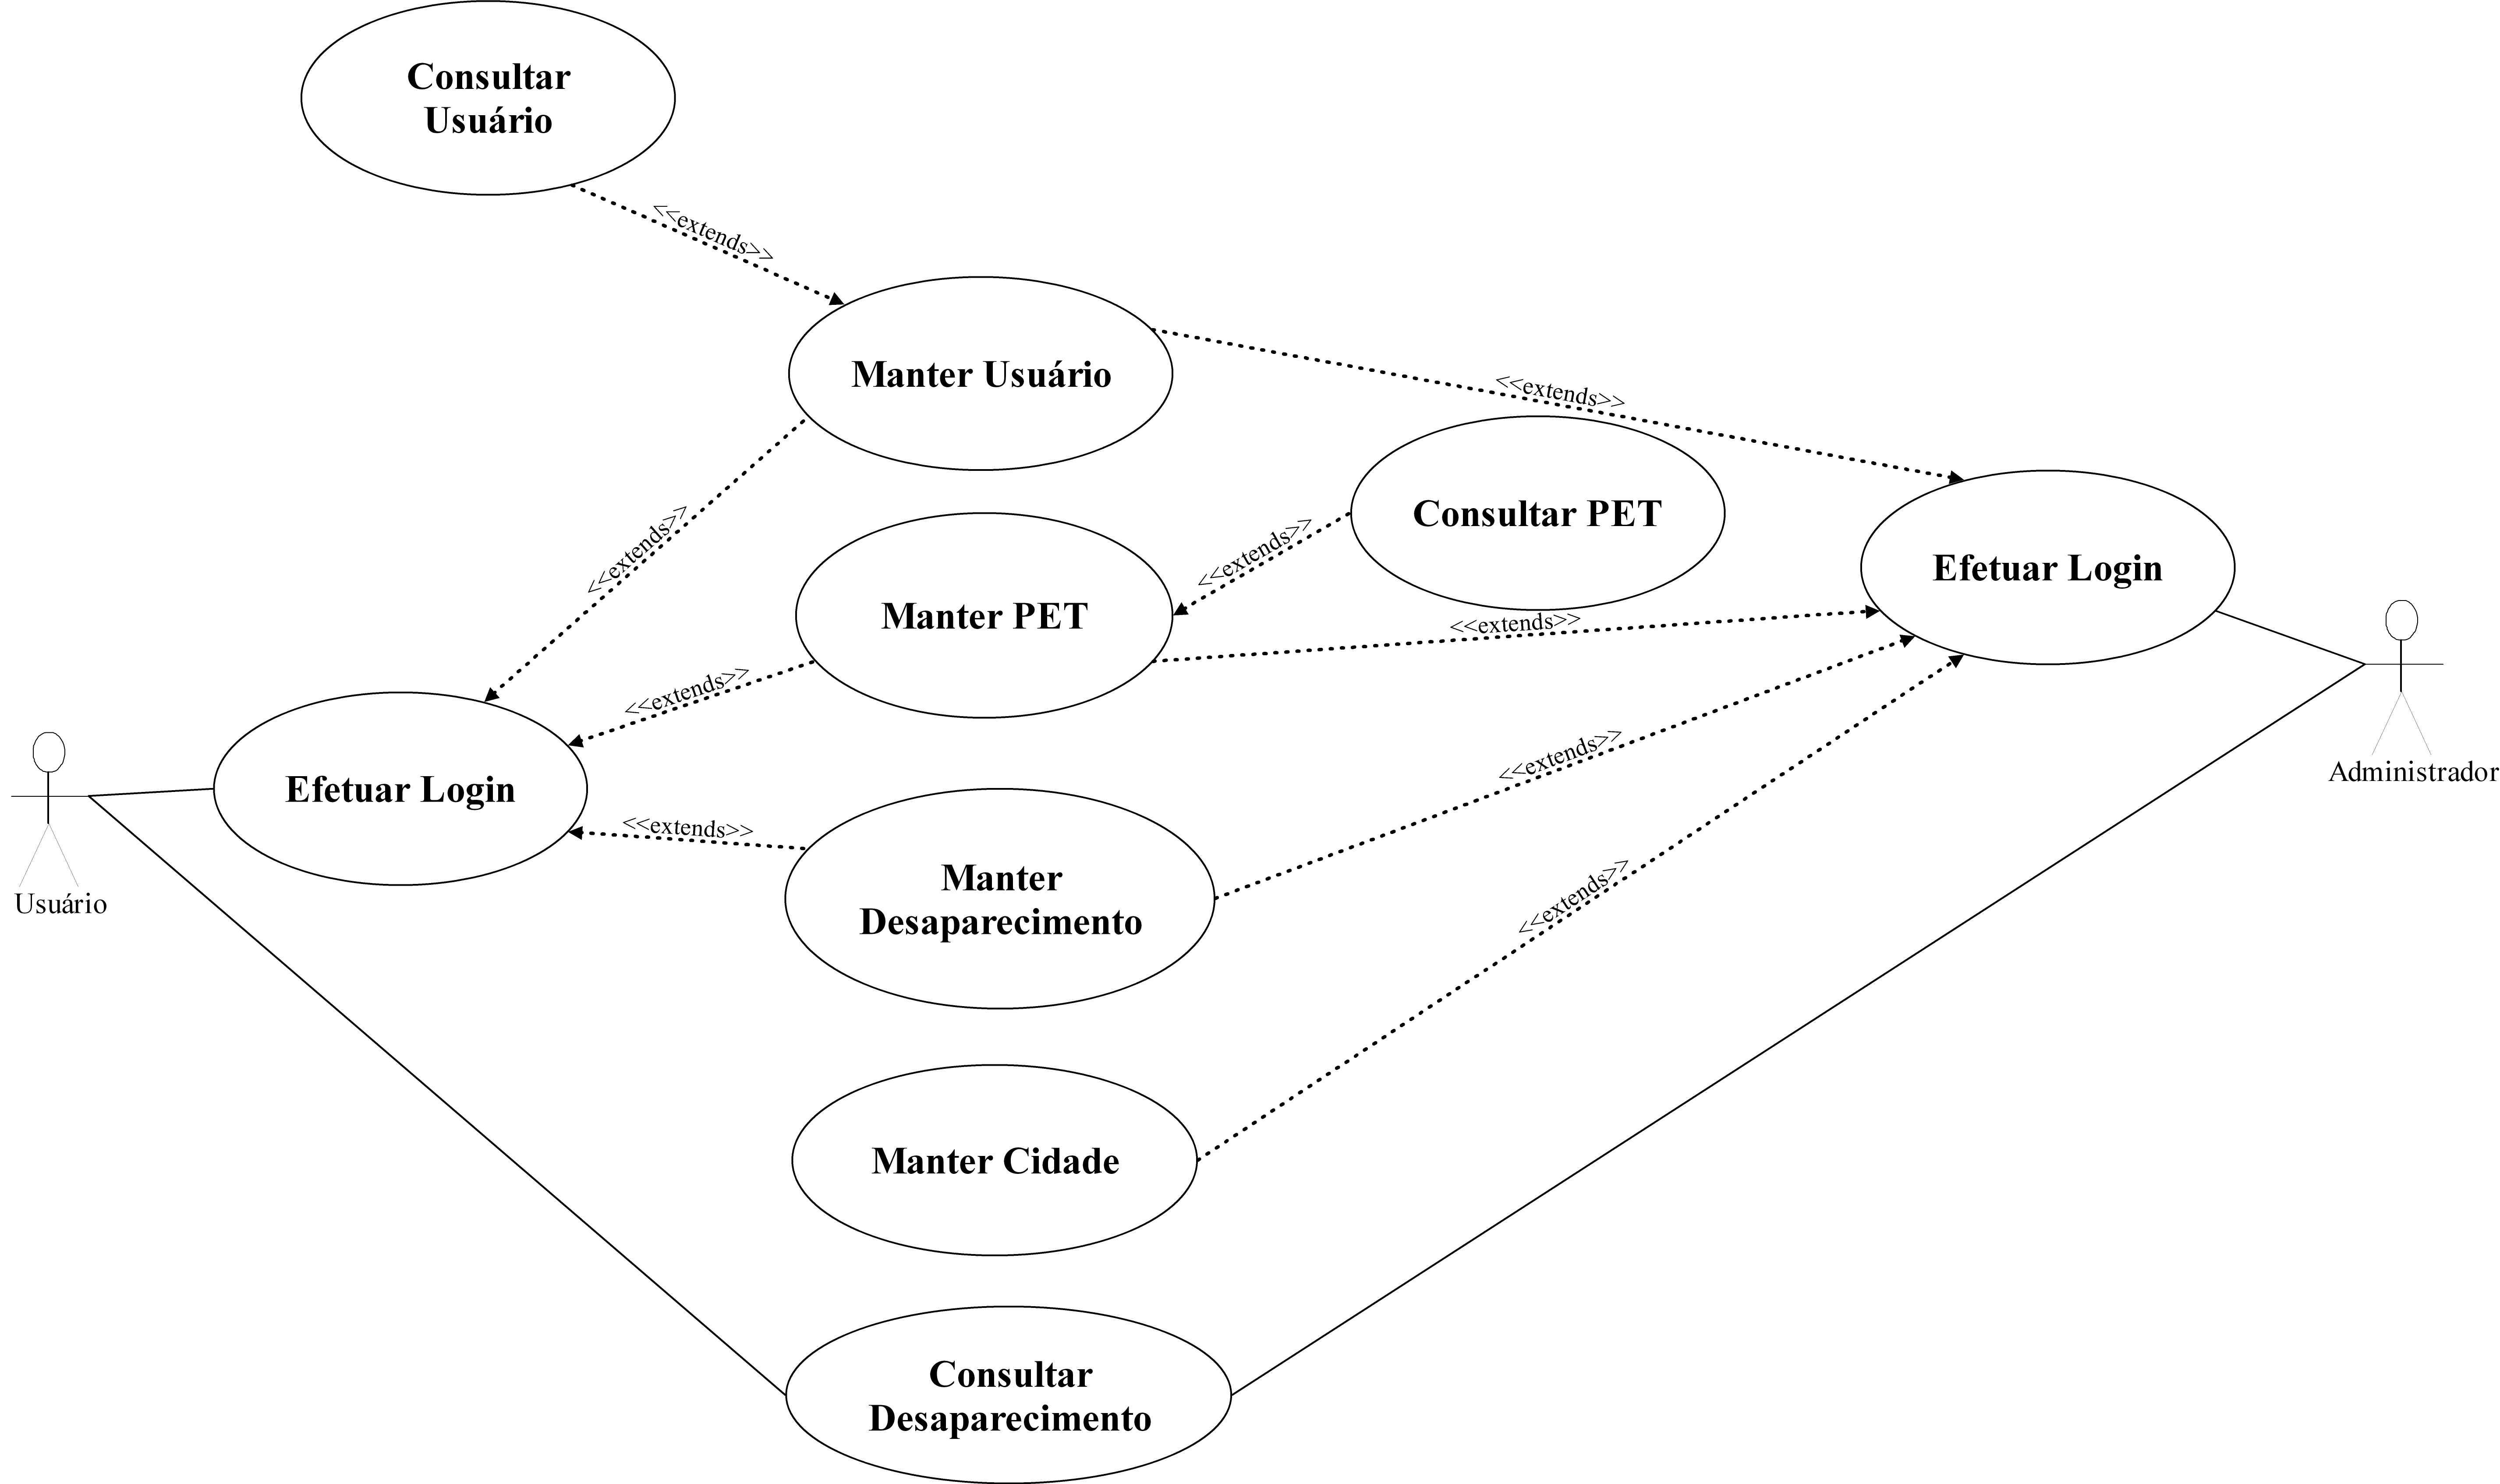 Consultar
Usuário
<<extends>>
Manter Usuário
<<extends>>
Consultar PET
<<extends>>
<<extends>>
Efetuar Login
Manter PET
<<extends>>
<<extends>>
<<extends>>
Administrador
Efetuar Login
<<extends>>
Usuário
Manter
Desaparecimento
<<extends>>
Manter Cidade
Consultar
Desaparecimento